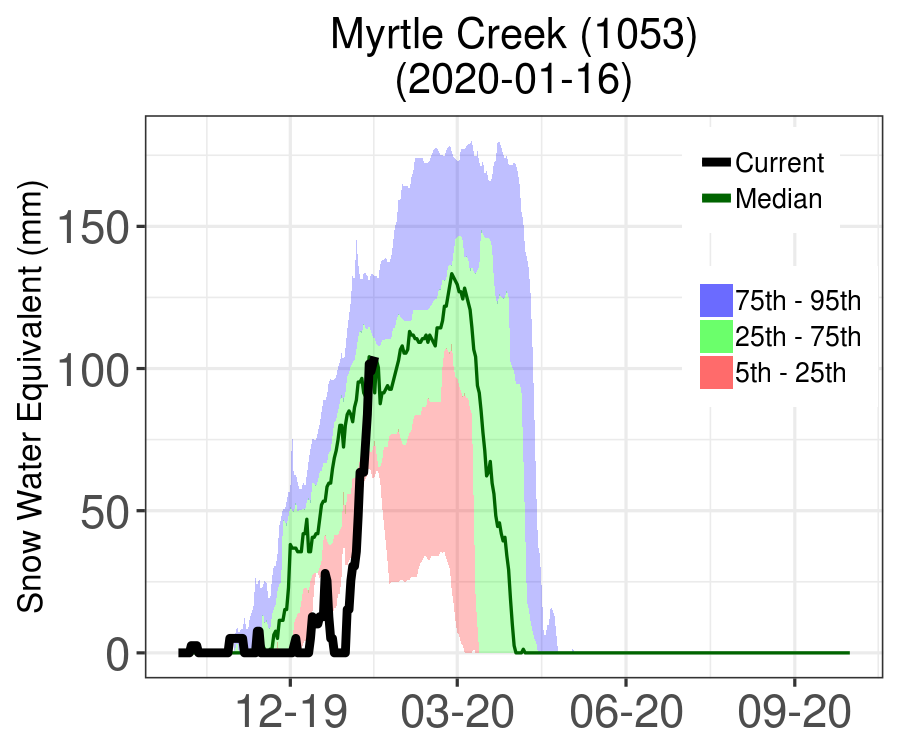 Myrtle Creek (1053)
(2020-01-16)
Snow Water Equivalent (mm)
150
100
50
0
Current
Median
75th - 95th
25th - 75th
5th - 25th
12-19 03-20 06-20 09-20